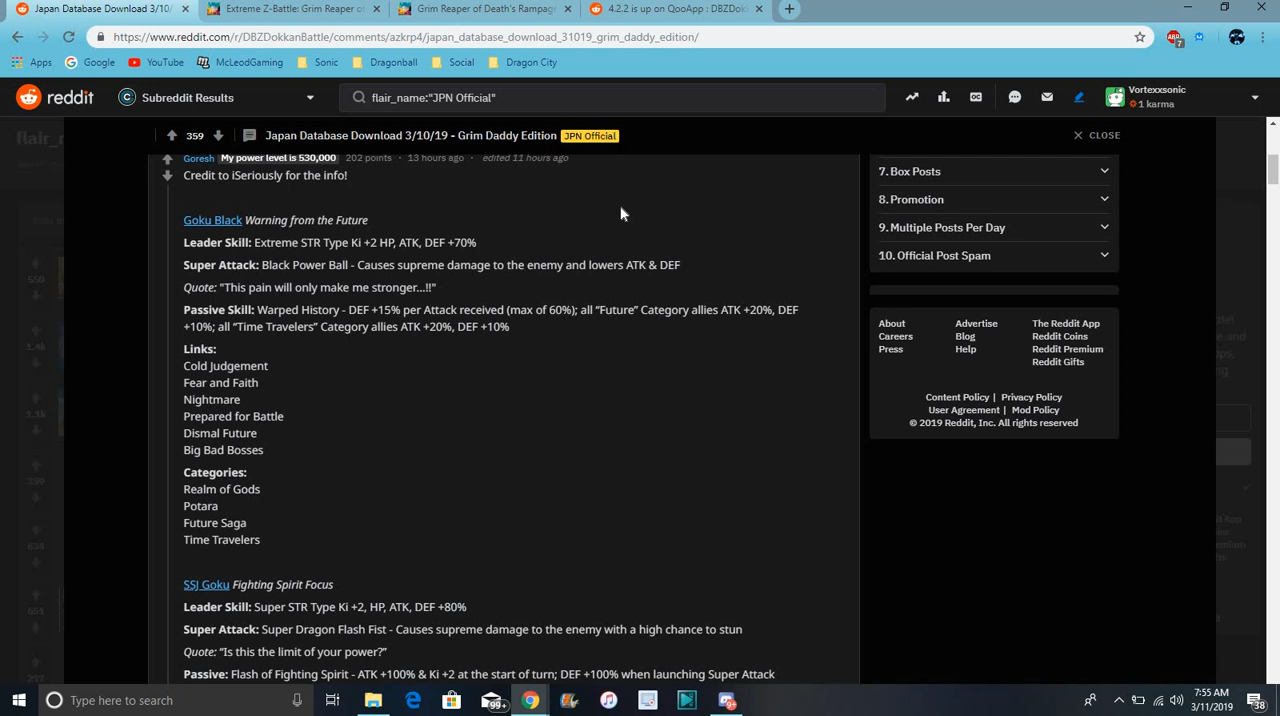 Japan Database Download 3/10/
Extreme Z-Battle: Grim Reaper of
Grim Reaper of Death's Rampag
4.2.2 is up on QooApp : DBZDok
https://www.reddit.com/r/DBZDokkanBattle/comments/azkrp4/japan_database_download_31019_grim_daddy_edition/
7
Apps
Google
YouTube
McLeodGaming
Sonic
Dragonball
Social
Dragon City
reddit
Subreddit Results
flair_name:"JPN Official"
Vortexxsonic
1 karma
359
Japan Database Download 3/10/19 - Grim Daddy Edition
JPN Official
CLOSE
Goresh My power level is 530,000 202 points · 13 hours ago · edited 11 hours ago
Credit to iSeriously for the info!
Goku Black Warning from the Future
Leader Skill: Extreme STR Type Ki +2 HP, ATK, DEF +70%
Super Attack: Black Power Ball - Causes supreme damage to the enemy and lowers ATK & DEF
Quote: "This pain will only make me stronger...!!"
Passive Skill: Warped History - DEF +15% per Attack received (max of 60%); all “Future” Category allies ATK +20%, DEF
+10%; all “Time Travelers” Category allies ATK +20%, DEF +10%
Links:
Cold Judgement
Fear and Faith
Nightmare
Prepared for Battle
Dismal Future
Big Bad Bosses
Categories:
Realm of Gods
Potara
Future Saga
Time Travelers
SSJ Goku Fighting Spirit Focus
Leader Skill: Super STR Type Ki +2, HP, ATK, DEF +80%
Super Attack: Super Dragon Flash Fist - Causes supreme damage to the enemy with a high chance to stun
Quote: “Is this the limit of your power?”
Passive: Flash of Fighting Spirit - ATK +100% & Ki +2 at the start of turn; DEF +100% when launching Super Attack
7. Box Posts
8. Promotion
9. Multiple Posts Per Day
10. Official Post Spam
About
Careers
Press
Advertise
Blog
Help
The Reddit App
Reddit Coins
Reddit Premium
Reddit Gifts
Content Policy | Privacy Policy
User Agreement | Mod Policy
© 2019 Reddit, Inc. All rights reserved
Type here to search
99+
7:55 AM
3/11/2019
38